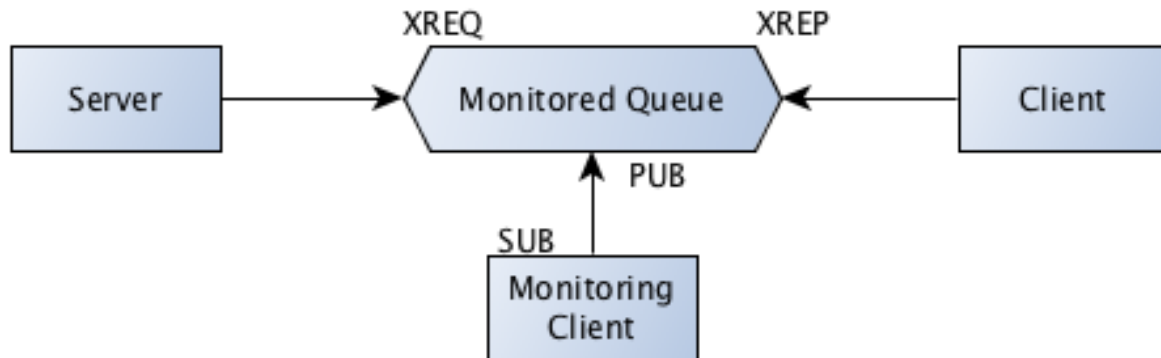 XREQ
XREP
Server
Monitored Queue
Client
PUB
SUB
Monitoring
Client